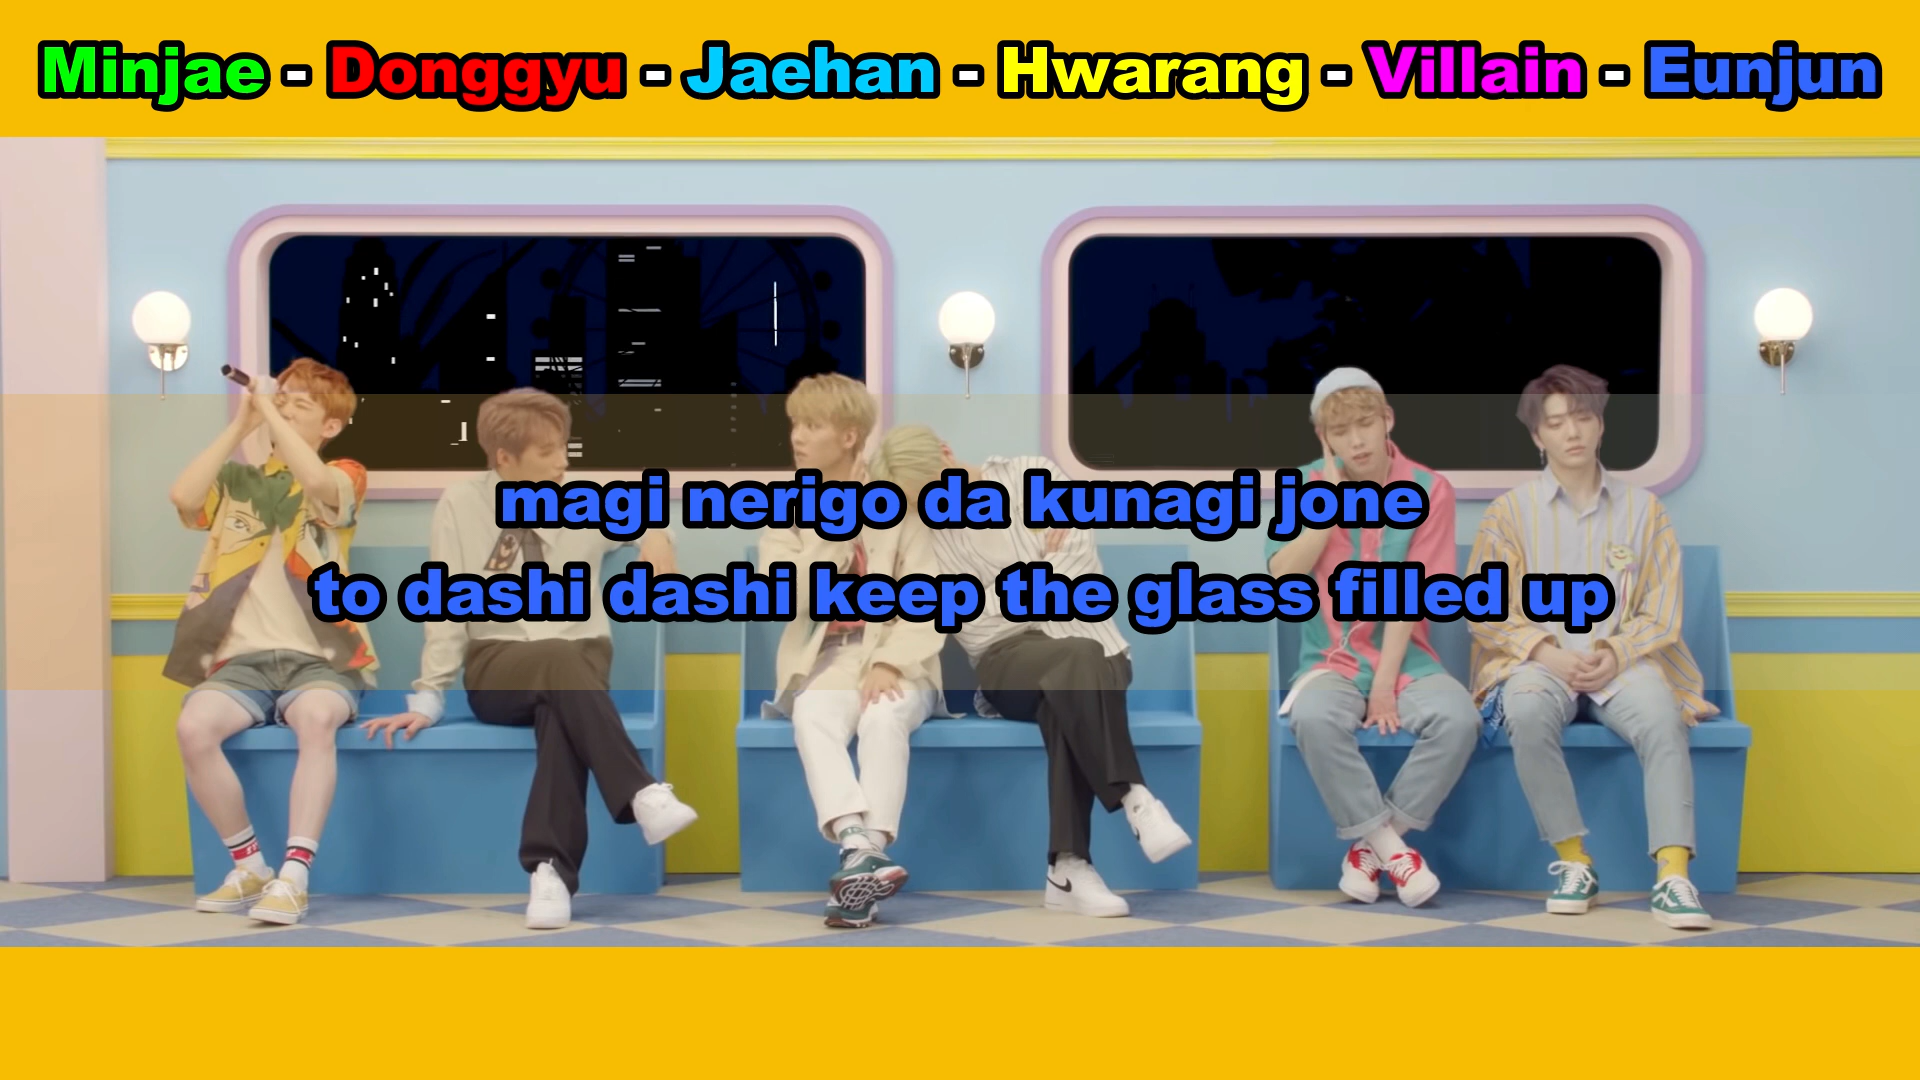 Minjae - Donggyu - Jaehan - Hwarang - Villain - Eunjun
magi nerigo da kunagi jone
to dashi dashi keep the glass filled up